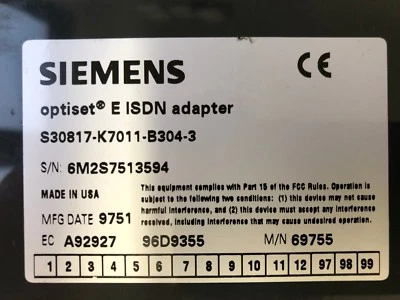 SIEMENS
CE
optiset® E ISDN adapter
S30817-K7011-B304-3
S/N: 6M2S7513594
MADE IN USA
This equipment complies with Part 15 of the FCC Rules. Operation is
subject to the following two conditions: (1) this device may not cause
harmful interference, and (2) this device must accept any interference
received, including interference that may cause undesired operation.
MFG DATE 9751
EC A92927 96D9355 M/N 69755
1 2 3 4 5 6 7 8 9 10 11 12 97 98 99